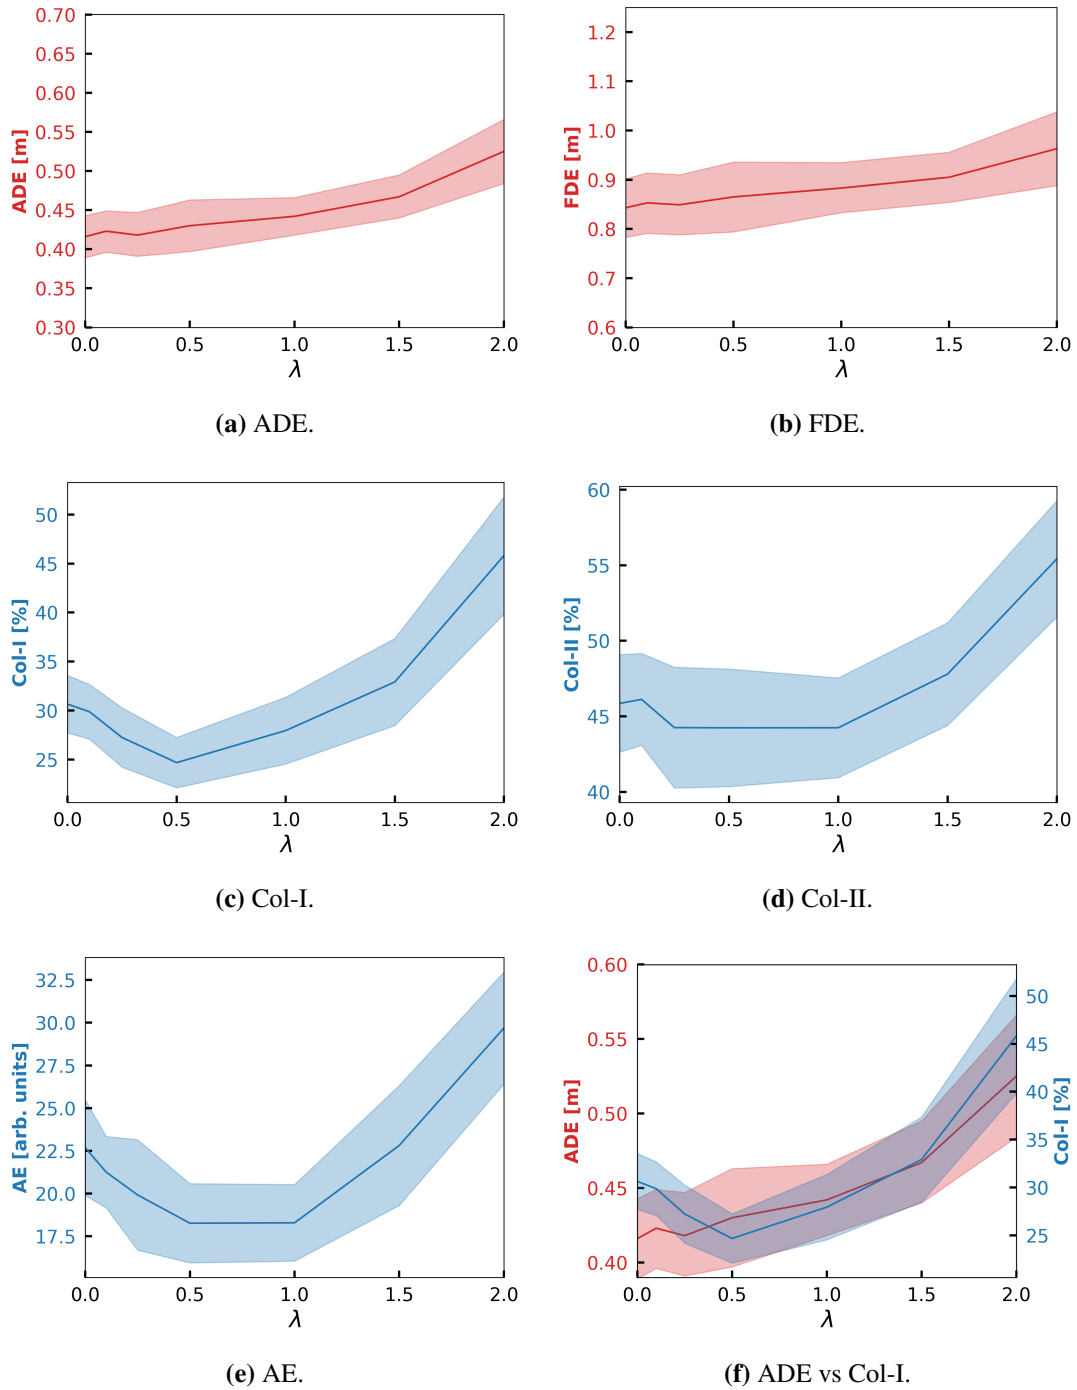 0.70
0.65
0.60
0.55
0.50
0.45
0.40
0.35
0.30
ADE [m]
0.0 0.5 1.0 1.5 2.0
λ
(a) ADE.
1.2
1.1
1.0
0.9
0.8
0.7
0.6
FDE [m]
0.0 0.5 1.0 1.5 2.0
λ
(b) FDE.
50
45
40
35
30
25
Col-I [%]
0.0 0.5 1.0 1.5 2.0
λ
(c) Col-I.
60
55
50
45
40
Col-II [%]
0.0 0.5 1.0 1.5 2.0
λ
(d) Col-II.
32.5
30.0
27.5
25.0
22.5
20.0
17.5
AE [arb. units]
0.0 0.5 1.0 1.5 2.0
λ
(e) AE.
0.60
0.55
0.50
0.45
0.40
ADE [m]
50
45
40
35
30
25
Col-I [%]
0.0 0.5 1.0 1.5 2.0
λ
(f) ADE vs Col-I.